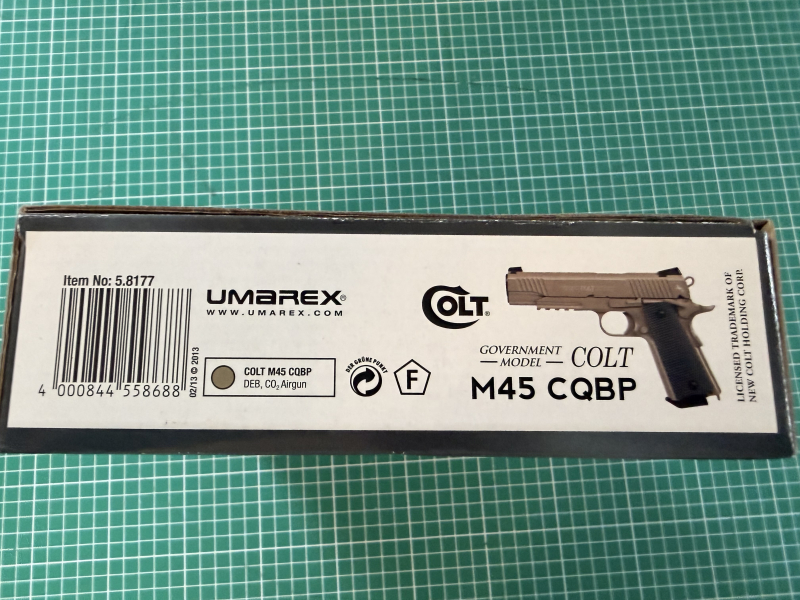 Item No: 5.8177
4 000844 558688
02/13 © 2013
UMAREX®
WWW.UMAREX.COM
COLT M45 CQBP
DEB, CO2 Airgun
DER GRÜNE PUNKT
F
COLT®
GOVERNMENT
MODEL
COLT
M45 CQBP
LICENSED TRADEMARK OF
NEW COLT HOLDING CORP.